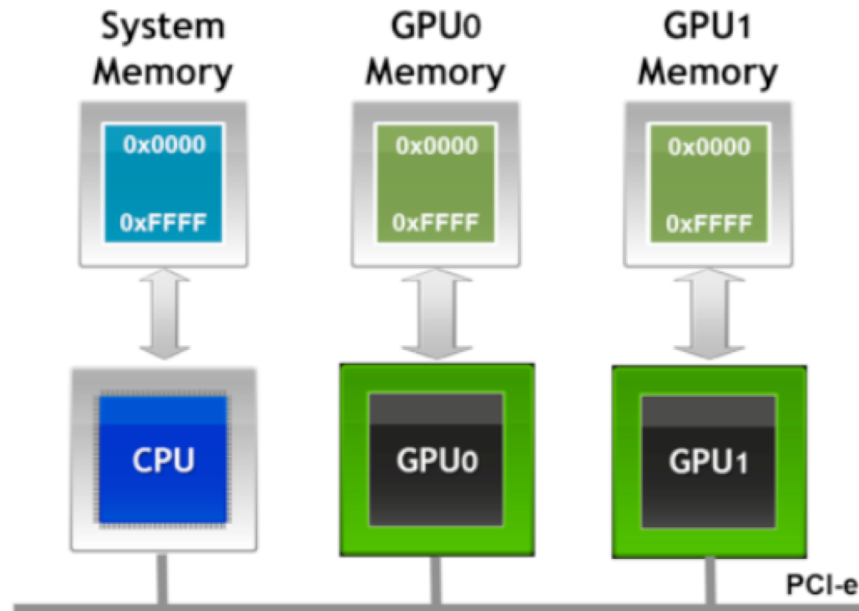 System
Memory
GPU0
Memory
GPU1
Memory
0x0000
0xFFFF
0x0000
0xFFFF
0x0000
0xFFFF
CPU
GPU0
GPU1
PCI-e